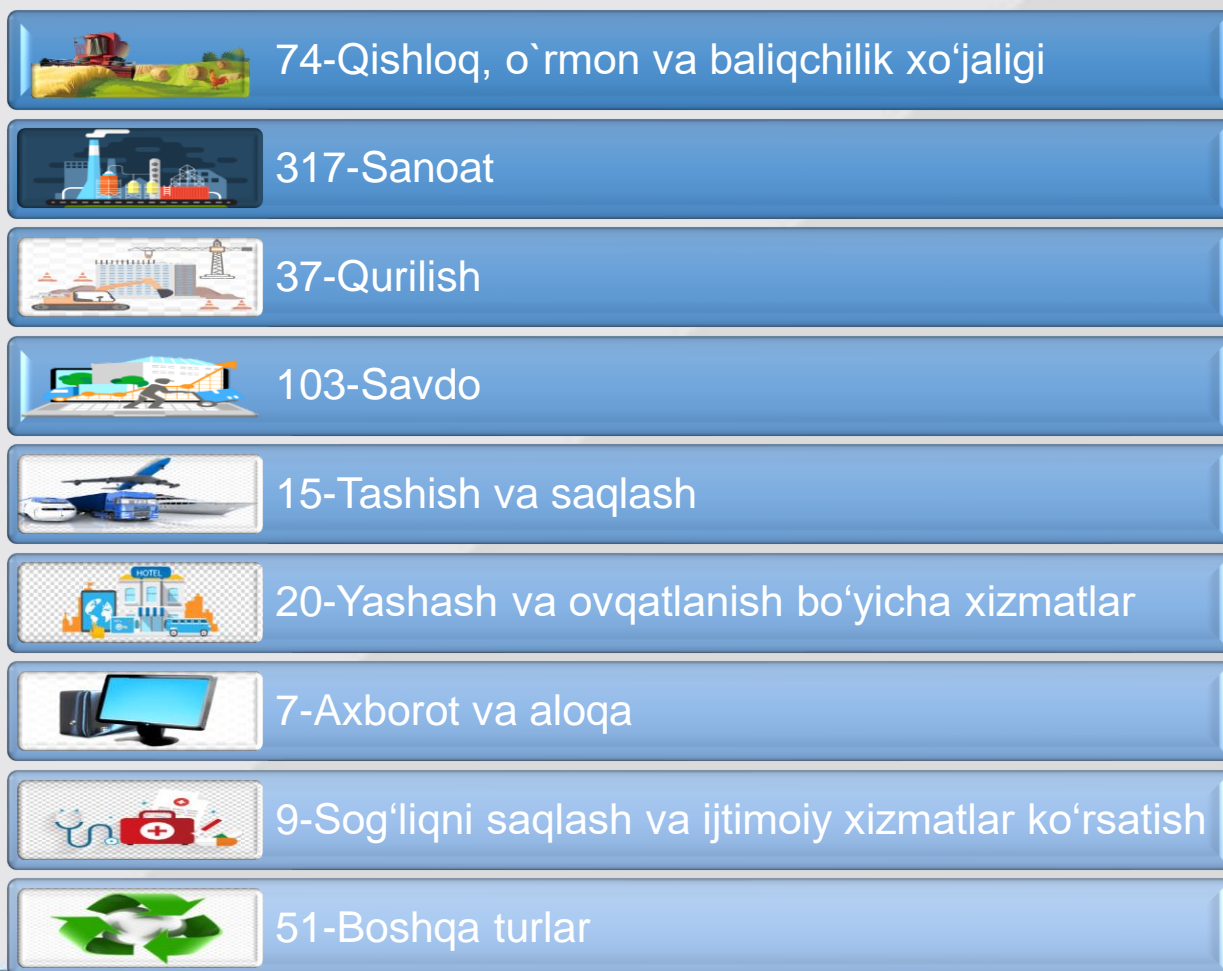 74-Qishloq, o`rmon va baliqchilik xo‘jaligi
317-Sanoat
37-Qurilish
103-Savdo
15-Tashish va saqlash
HOTEL
20-Yashash va ovqatlanish bo‘yicha xizmatlar
7-Axborot va aloqa
9-Sog‘liqni saqlash va ijtimoiy xizmatlar ko‘rsatish
51-Boshqa turlar